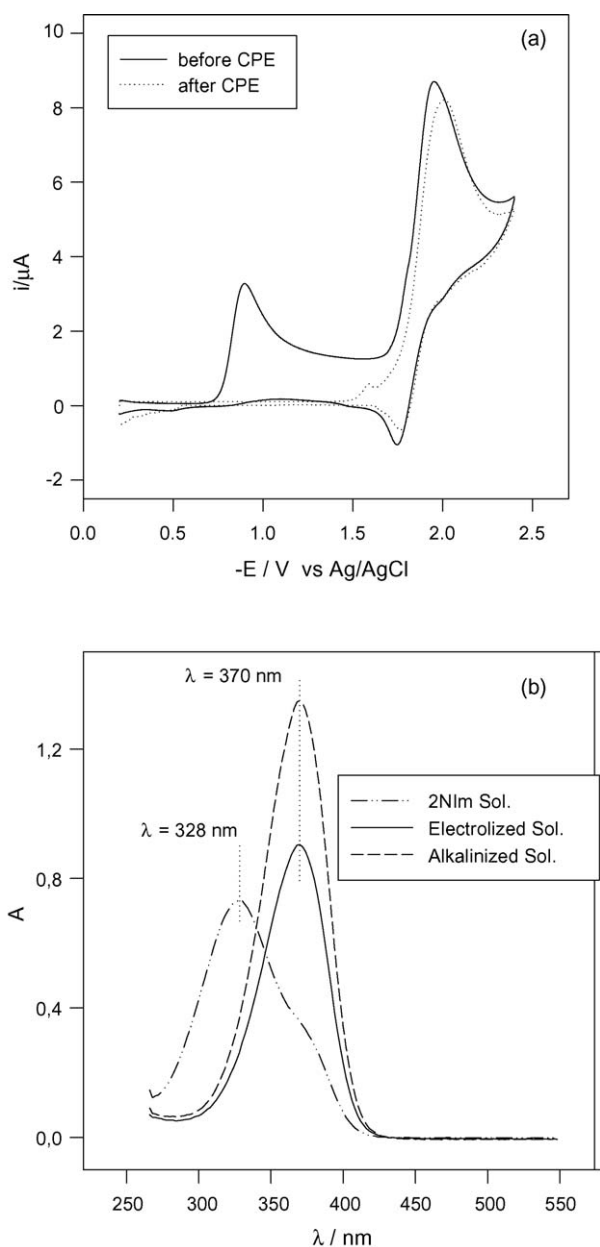 (a)
before CPE
after CPE
10
8
6
4
2
0
-2
i/µA
0.0 0.5 1.0 1.5 2.0 2.5
-E / V vs Ag/AgCl
(b)
λ = 370 nm
λ = 328 nm
2NIm Sol.
Electrolized Sol.
Alkalinized Sol.
1,2
0,8
0,4
0,0
A
250 300 350 400 450 500 550
λ / nm